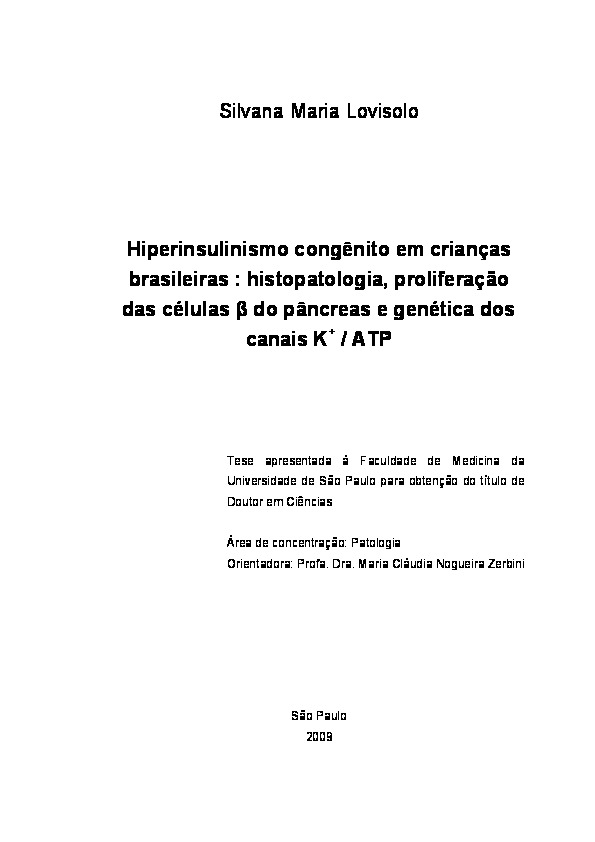 Silvana Maria Lovisolo
Hiperinsulinismo congênito em crianças
brasileiras : histopatologia, proliferação
das células β do pâncreas e genética dos
canais K⁺ / ATP
Tese apresentada à Faculdade de Medicina da
Universidade de São Paulo para obtenção do título de
Doutor em Ciências
Área de concentração: Patologia
Orientadora: Profa. Dra. Maria Cláudia Nogueira Zerbini
São Paulo
2009